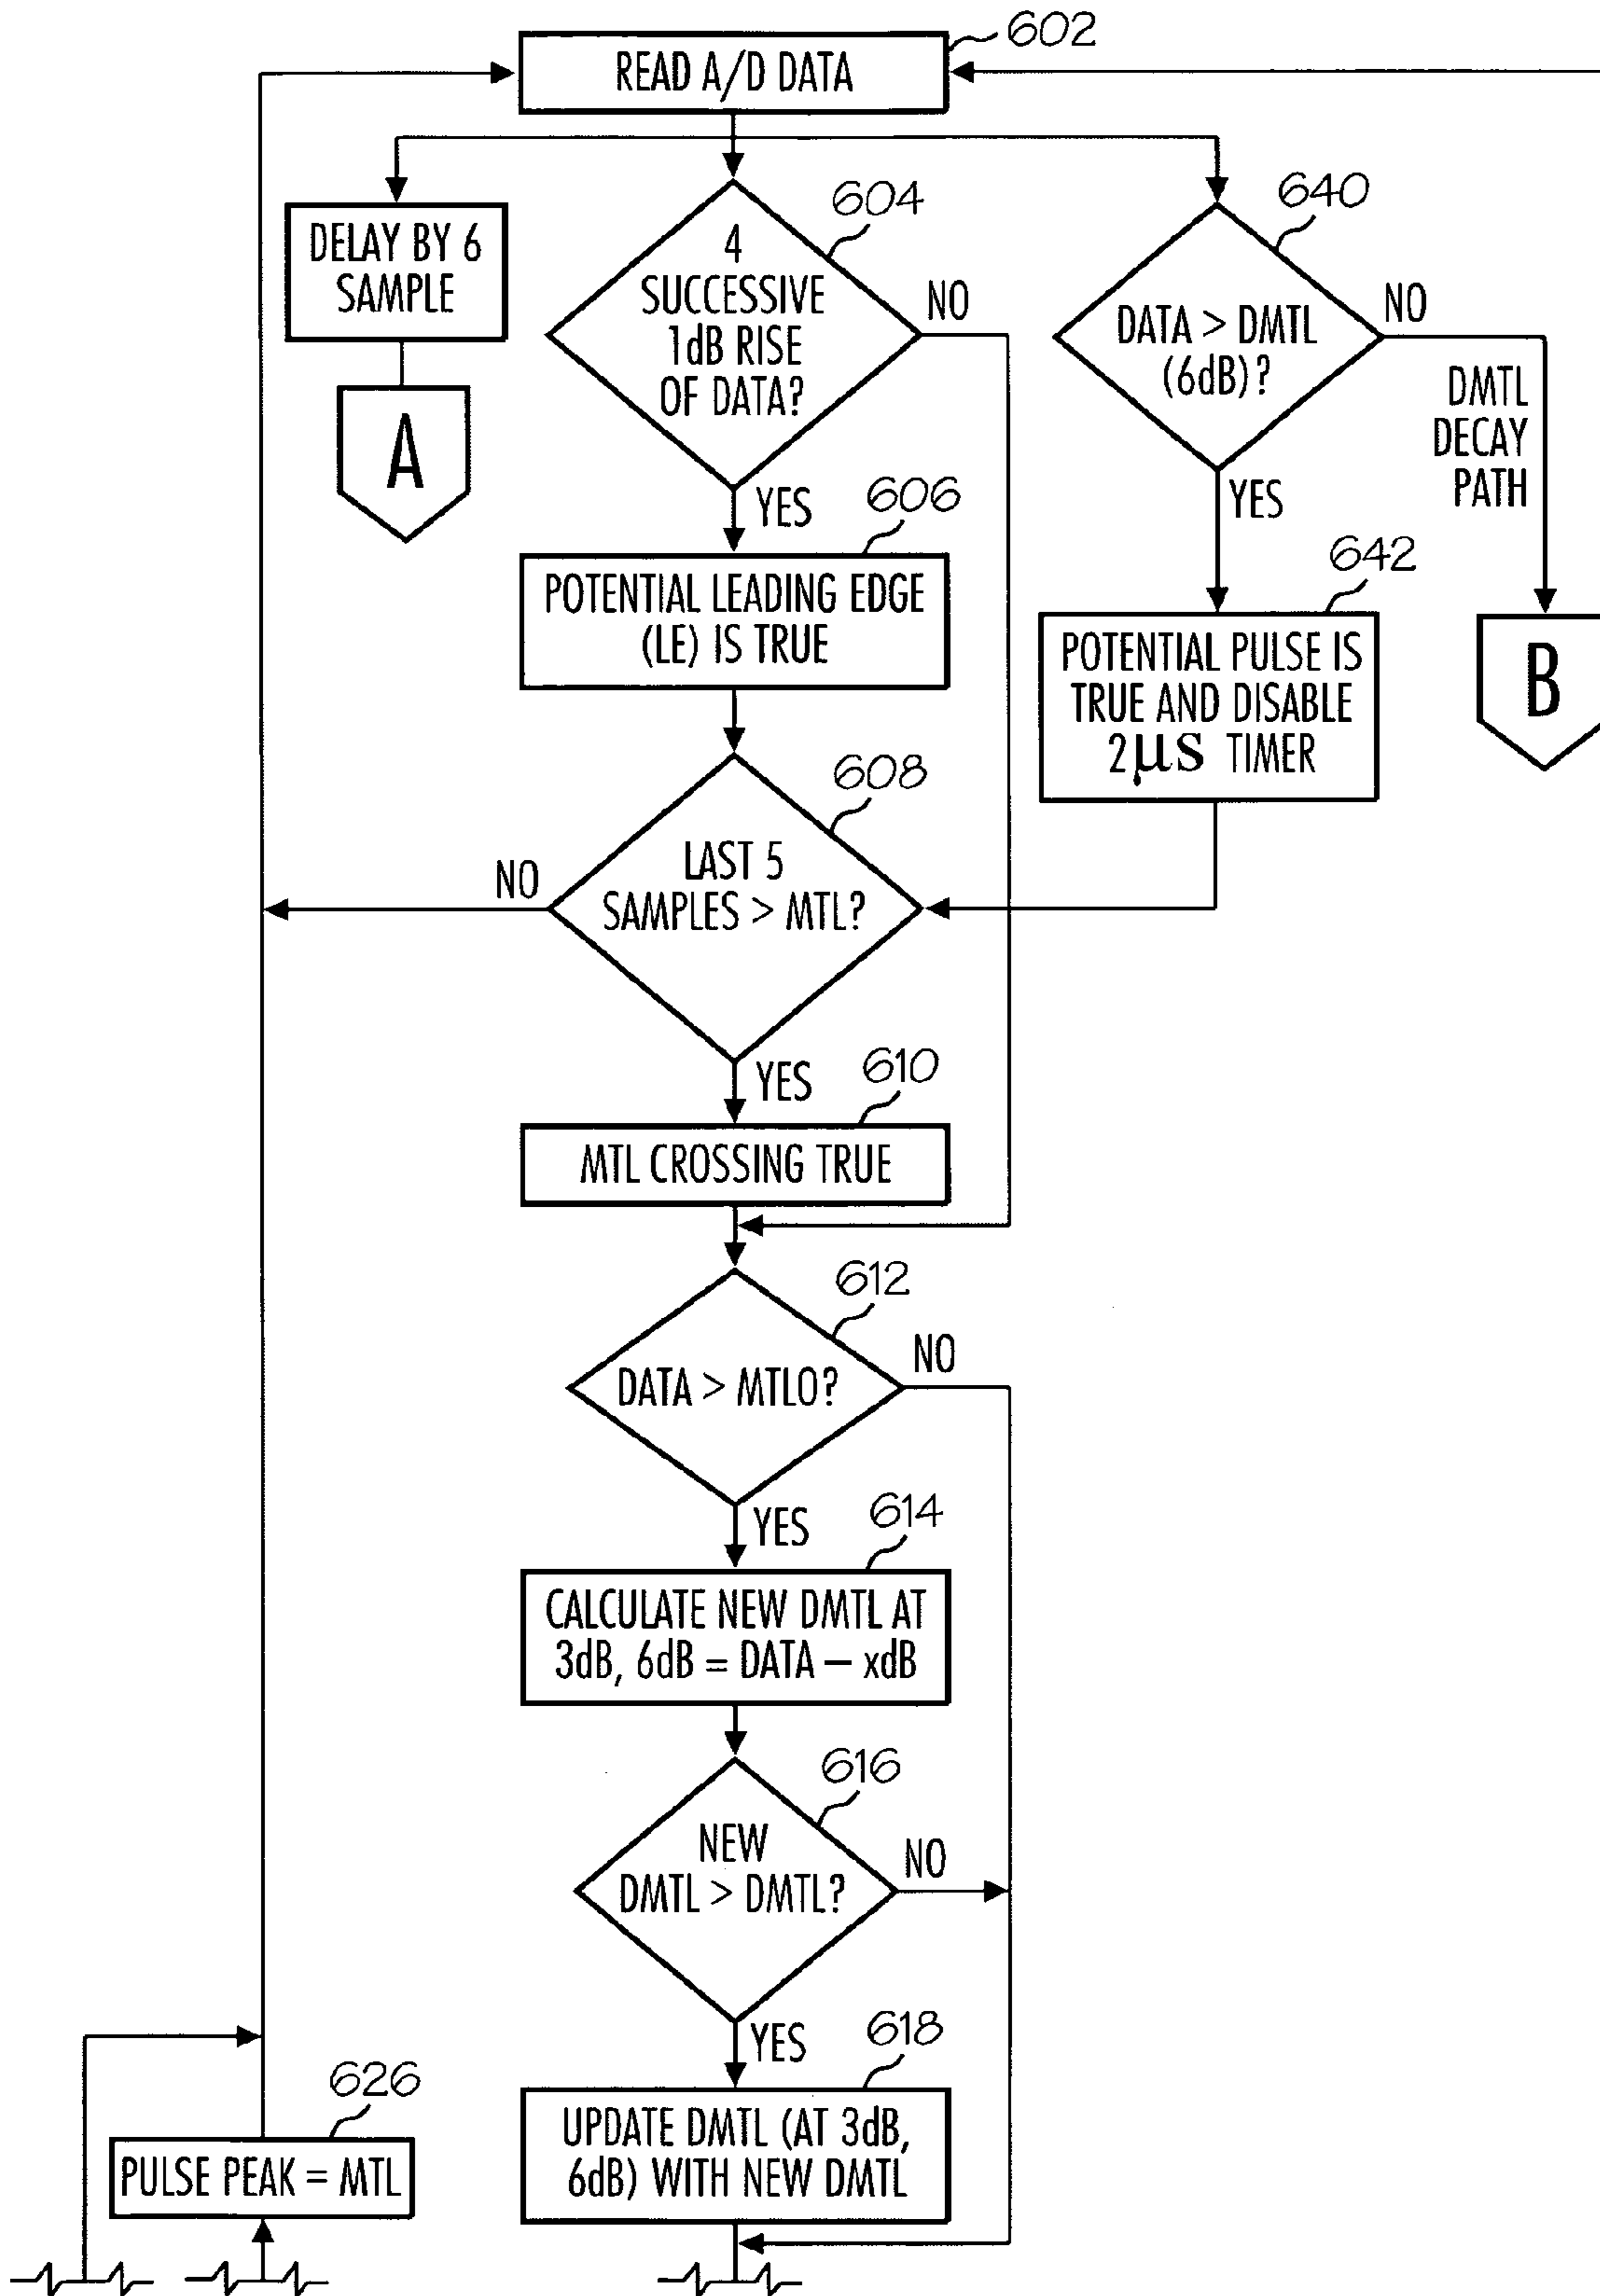 602
READ A/D DATA
DELAY BY 6
SAMPLE
A
604
4
SUCCESSIVE
1dB RISE
OF DATA?
NO
YES
640
DATA > DMTL
(6dB)?
NO
DMTL
DECAY
PATH
YES
606
POTENTIAL LEADING EDGE
(LE) IS TRUE
642
POTENTIAL PULSE IS
TRUE AND DISABLE
2µs TIMER
B
608
LAST 5
SAMPLES > MTL?
NO
YES
610
MTL CROSSING TRUE
612
DATA > MTLO?
NO
YES
614
CALCULATE NEW DMTL AT
3dB, 6dB = DATA – xdB
616
NEW
DMTL > DMTL?
NO
YES
618
UPDATE DMTL (AT 3dB,
6dB) WITH NEW DMTL
626
PULSE PEAK = MTL